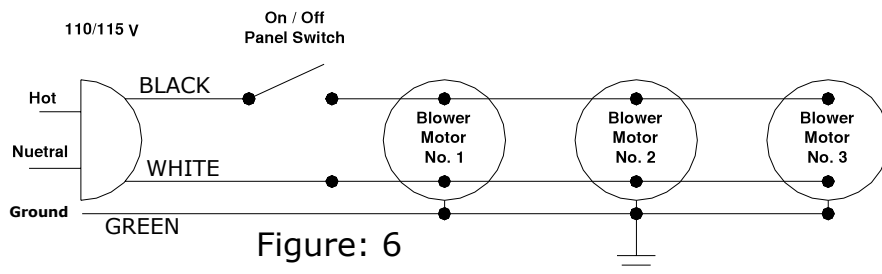 110/115 V
On / Off
Panel Switch
BLACK
Hot
Blower
Motor
No. 1
Blower
Motor
No. 2
Blower
Motor
No. 3
Nuetral
WHITE
Ground
GREEN
Figure: 6